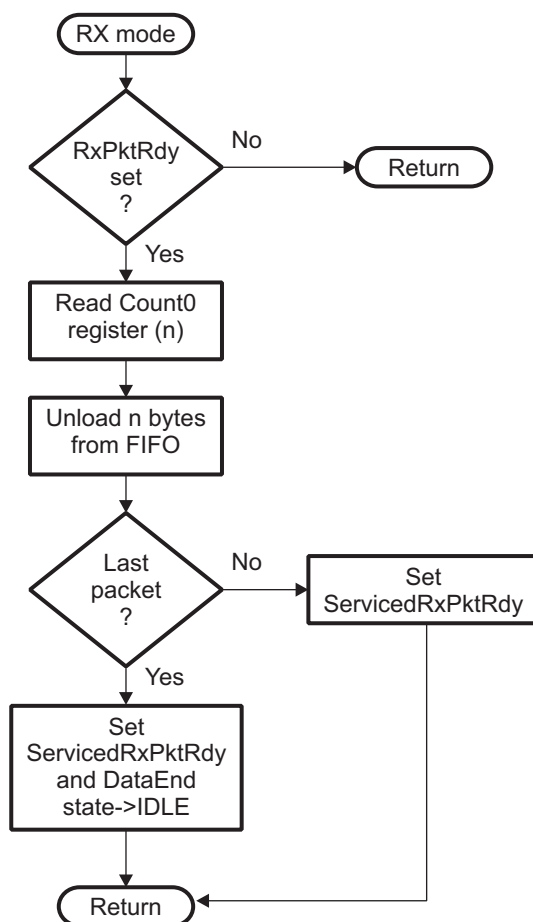 RX mode
RxPktRdy
set
?
No
Return
Yes
Read Count0
register (n)
Unload n bytes
from FIFO
Last
packet
?
No
Set
ServicedRxPktRdy
Yes
Set
ServicedRxPktRdy
and DataEnd
state->IDLE
Return